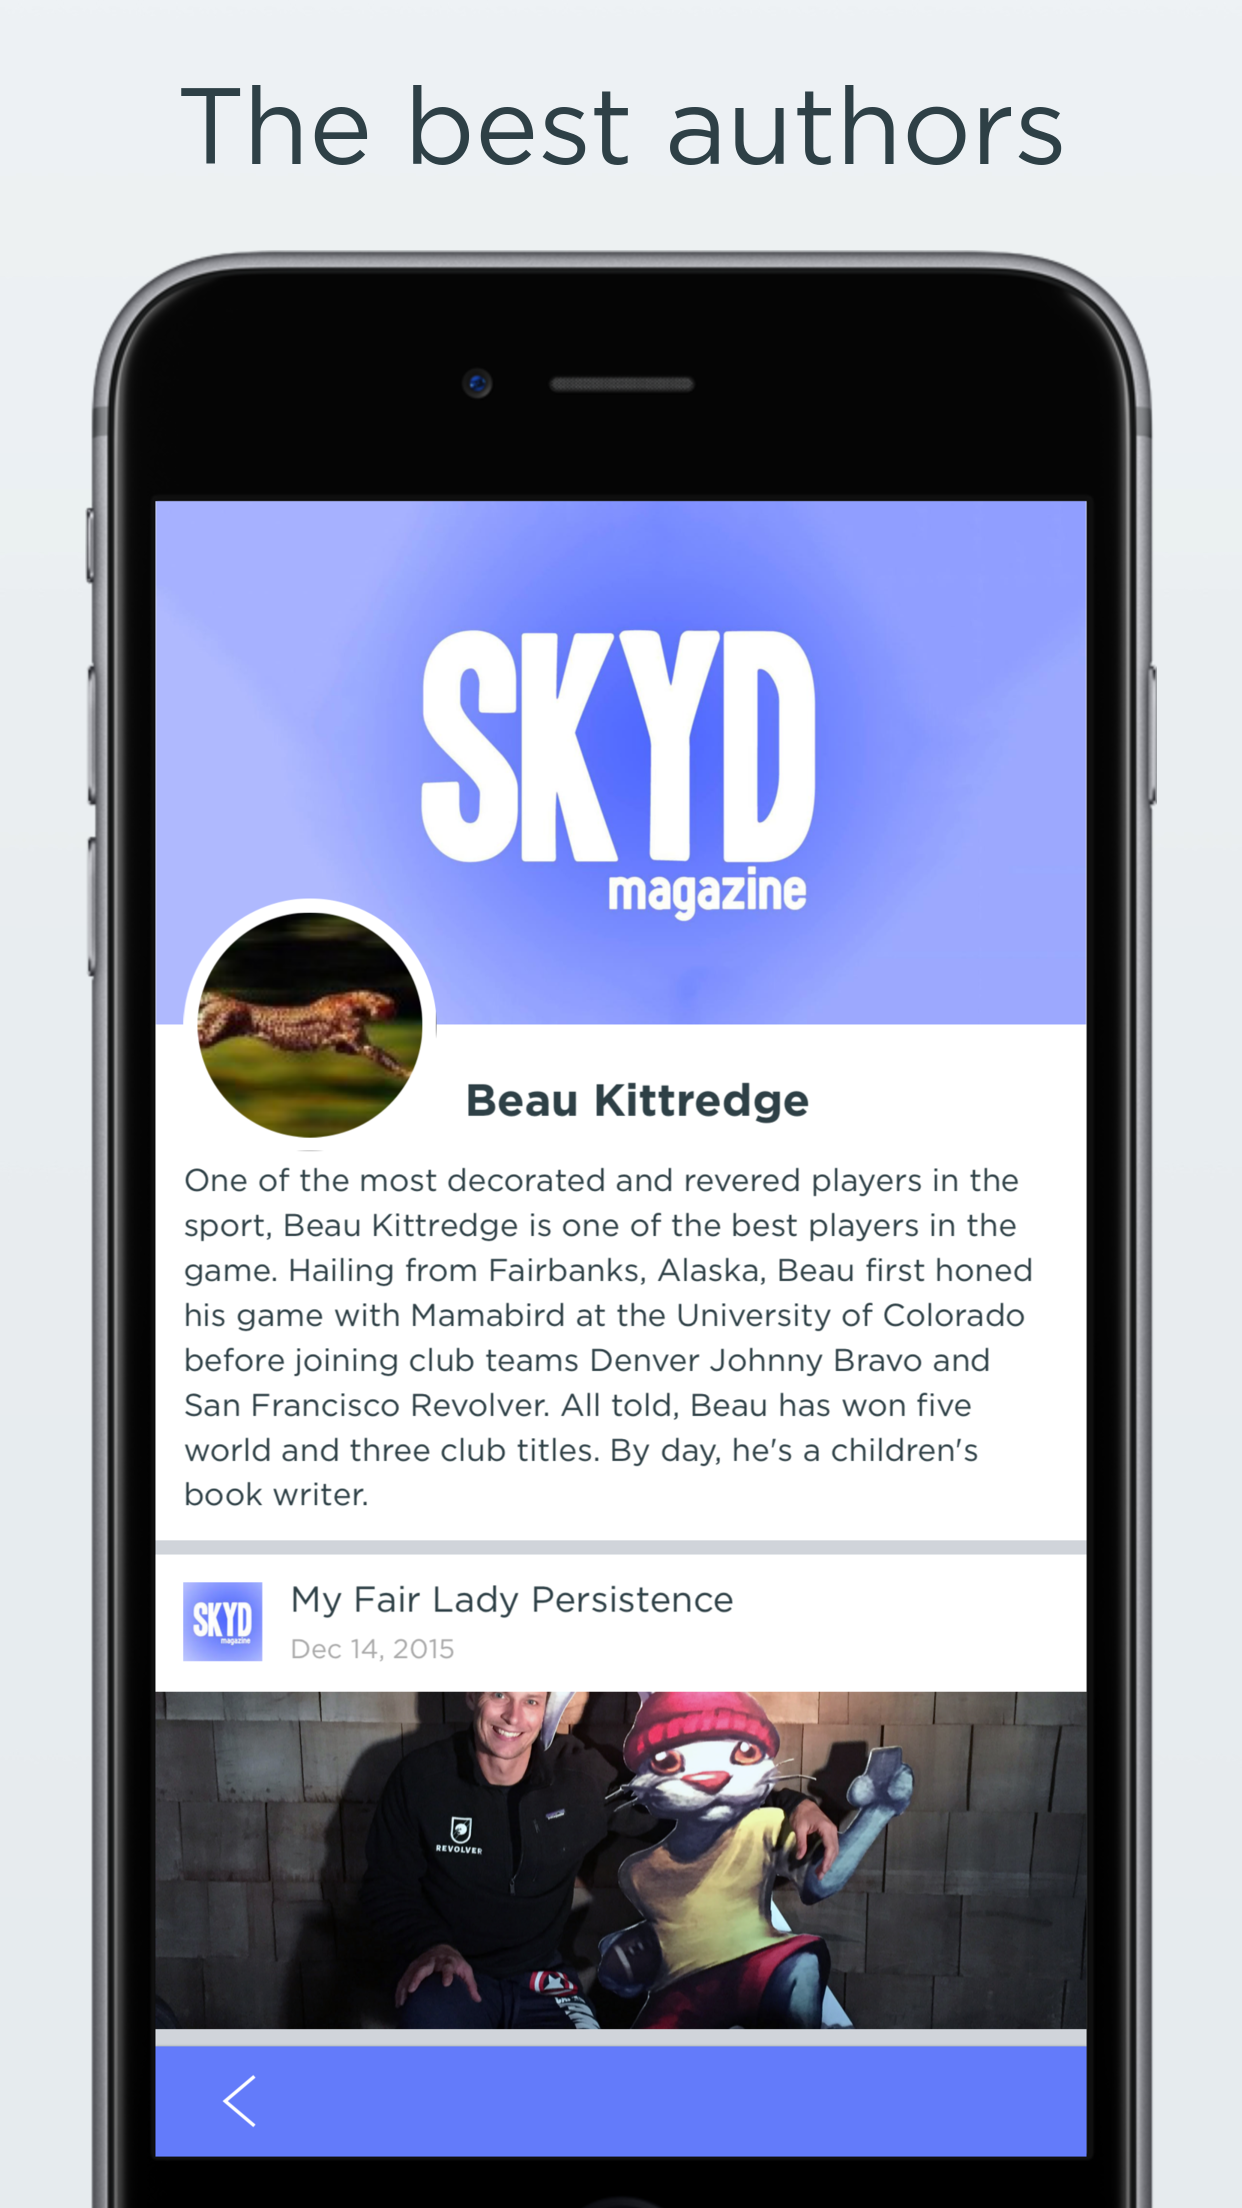 The best authors
SKYD
magazine
Beau Kittredge
One of the most decorated and revered players in the
sport, Beau Kittredge is one of the best players in the
game. Hailing from Fairbanks, Alaska, Beau first honed
his game with Mamabird at the University of Colorado
before joining club teams Denver Johnny Bravo and
San Francisco Revolver. All told, Beau has won five
world and three club titles. By day, he's a children's
book writer.
SKYD
magazine
My Fair Lady Persistence
Dec 14, 2015
REVOLVER